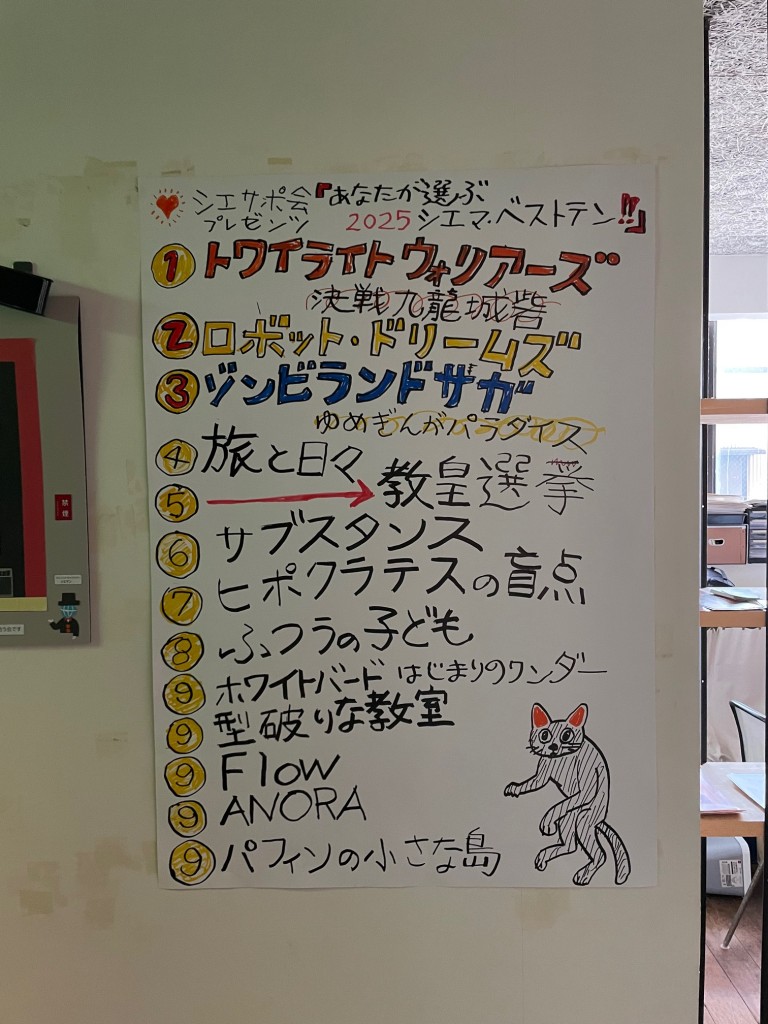 シエサポ会
プレゼンツ
『あなたが選ぶ
2025シエマ・ベストテン!!』
① トワイライトウォリアーズ
決戦九龍城砦
② ロボット・ドリームズ
③ ゾンビランドサガ
ゆめぎんがパラダイス
④ 旅と日々
⑤ → 教皇選挙
⑥ サブスタンス
⑦ ヒポクラテスの盲点
⑧ ふつうの子ども
⑨ ホワイトバード はじまりのワンダー
⑨ 型破りな教室
⑨ Flow
⑨ ANORA
⑨ パフィンの小さな島
禁煙